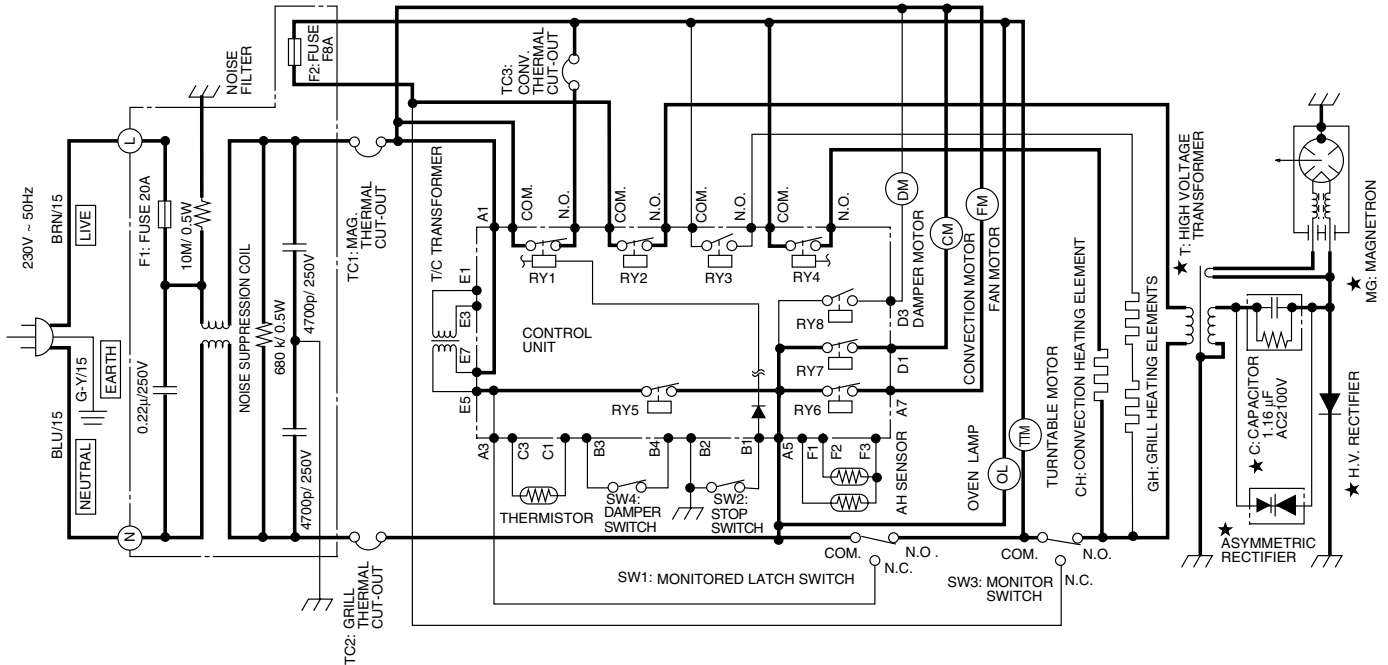 230V ~ 50Hz
BRN/15
LIVE
G-Y/15
EARTH
BLU/15
NEUTRAL
L
N
F1: FUSE 20A
10M/ 0.5W
0.22μ/250V
NOISE
FILTER
NOISE SUPPRESSION COIL
680 k/ 0.5W
4700p/ 250V
4700p/ 250V
F2: FUSE
F8A
TC1: MAG.
THERMAL
CUT-OUT
TC2: GRILL
THERMAL
CUT-OUT
TC3:
CONV.
THERMAL
CUT-OUT
T/C TRANSFORMER
A1
E1
E3
E7
E5
CONTROL
UNIT
COM.
N.O.
COM.
N.O.
COM.
N.O.
COM.
N.O.
RY1
RY2
RY3
RY4
RY8
RY7
RY6
RY5
D3
D1
A7
A3
C3
C1
B3
B4
B2
B1
A5
F1
F2
F3
THERMISTOR
SW4:
DAMPER
SWITCH
SW2:
STOP
SWITCH
AH SENSOR
DM
CM
FM
OL
TTM
DAMPER MOTOR
CONVECTION MOTOR
FAN MOTOR
OVEN LAMP
TURNTABLE MOTOR
CH: CONVECTION HEATING ELEMENT
GH: GRILL HEATING ELEMENTS
COM.
N.O.
N.C.
SW1: MONITORED LATCH SWITCH
COM.
N.O.
N.C.
SW3: MONITOR
SWITCH
★ T: HIGH VOLTAGE
TRANSFORMER
★ C: CAPACITOR
1.16 μF
AC2100V
★ ASYMMETRIC
RECTIFIER
★ H.V. RECTIFIER
★ MG: MAGNETRON